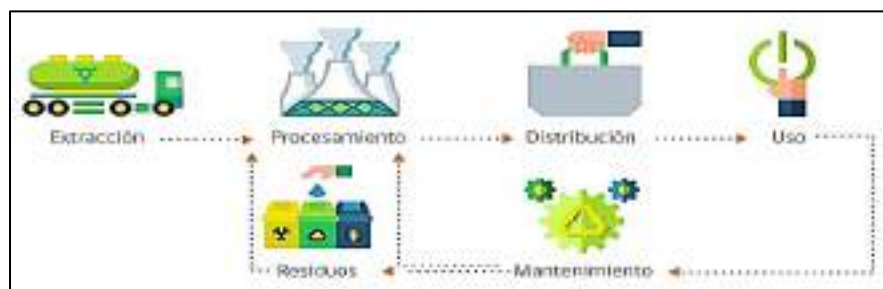 Extracción
Procesamiento
Distribución
Uso
Residuos
Mantenimiento